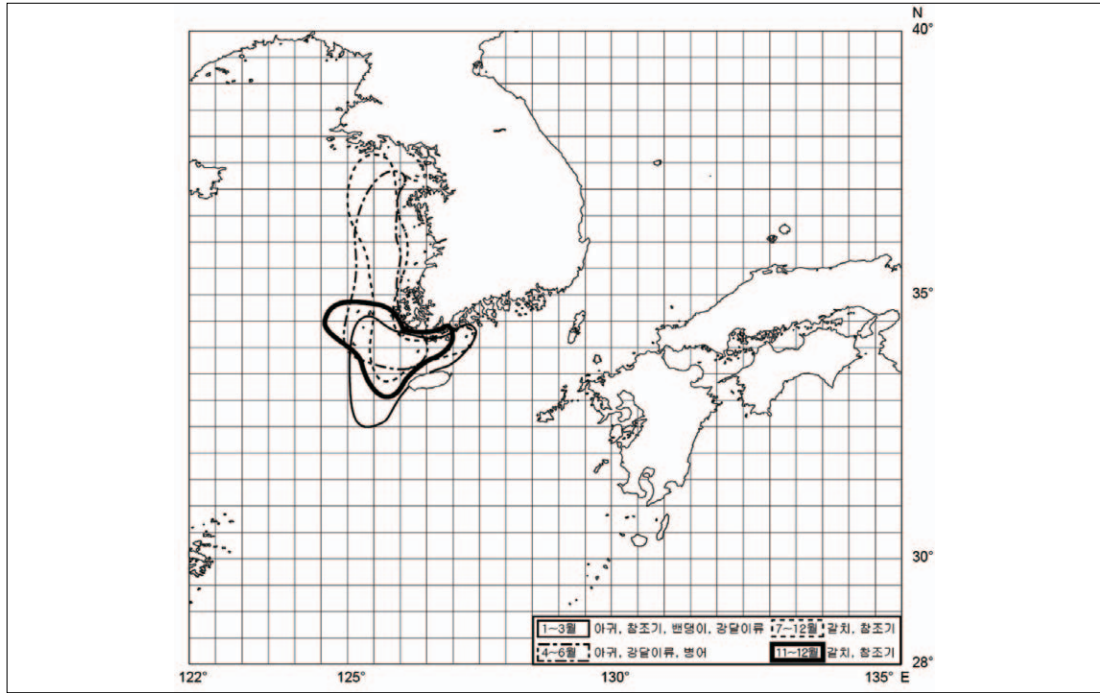 N
40°
35°
30°
28°
122°
125°
130°
135° E
1~3월 아귀, 참조기, 밴댕이, 강달이류
7~12월 갈치, 참조기
4~6월 아귀, 강달이류, 병어
11~12월 갈치, 참조기